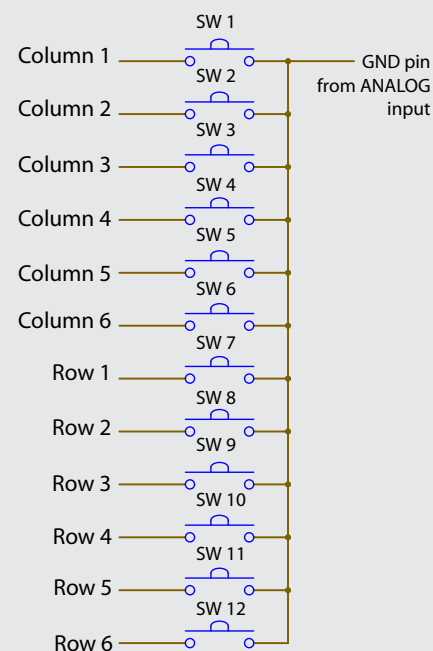 SW 1
Column 1
GND pin
from ANALOG
input
SW 2
Column 2
SW 3
Column 3
SW 4
Column 4
SW 5
Column 5
SW 6
Column 6
SW 7
Row 1
SW 8
Row 2
SW 9
Row 3
SW 10
Row 4
SW 11
Row 5
SW 12
Row 6